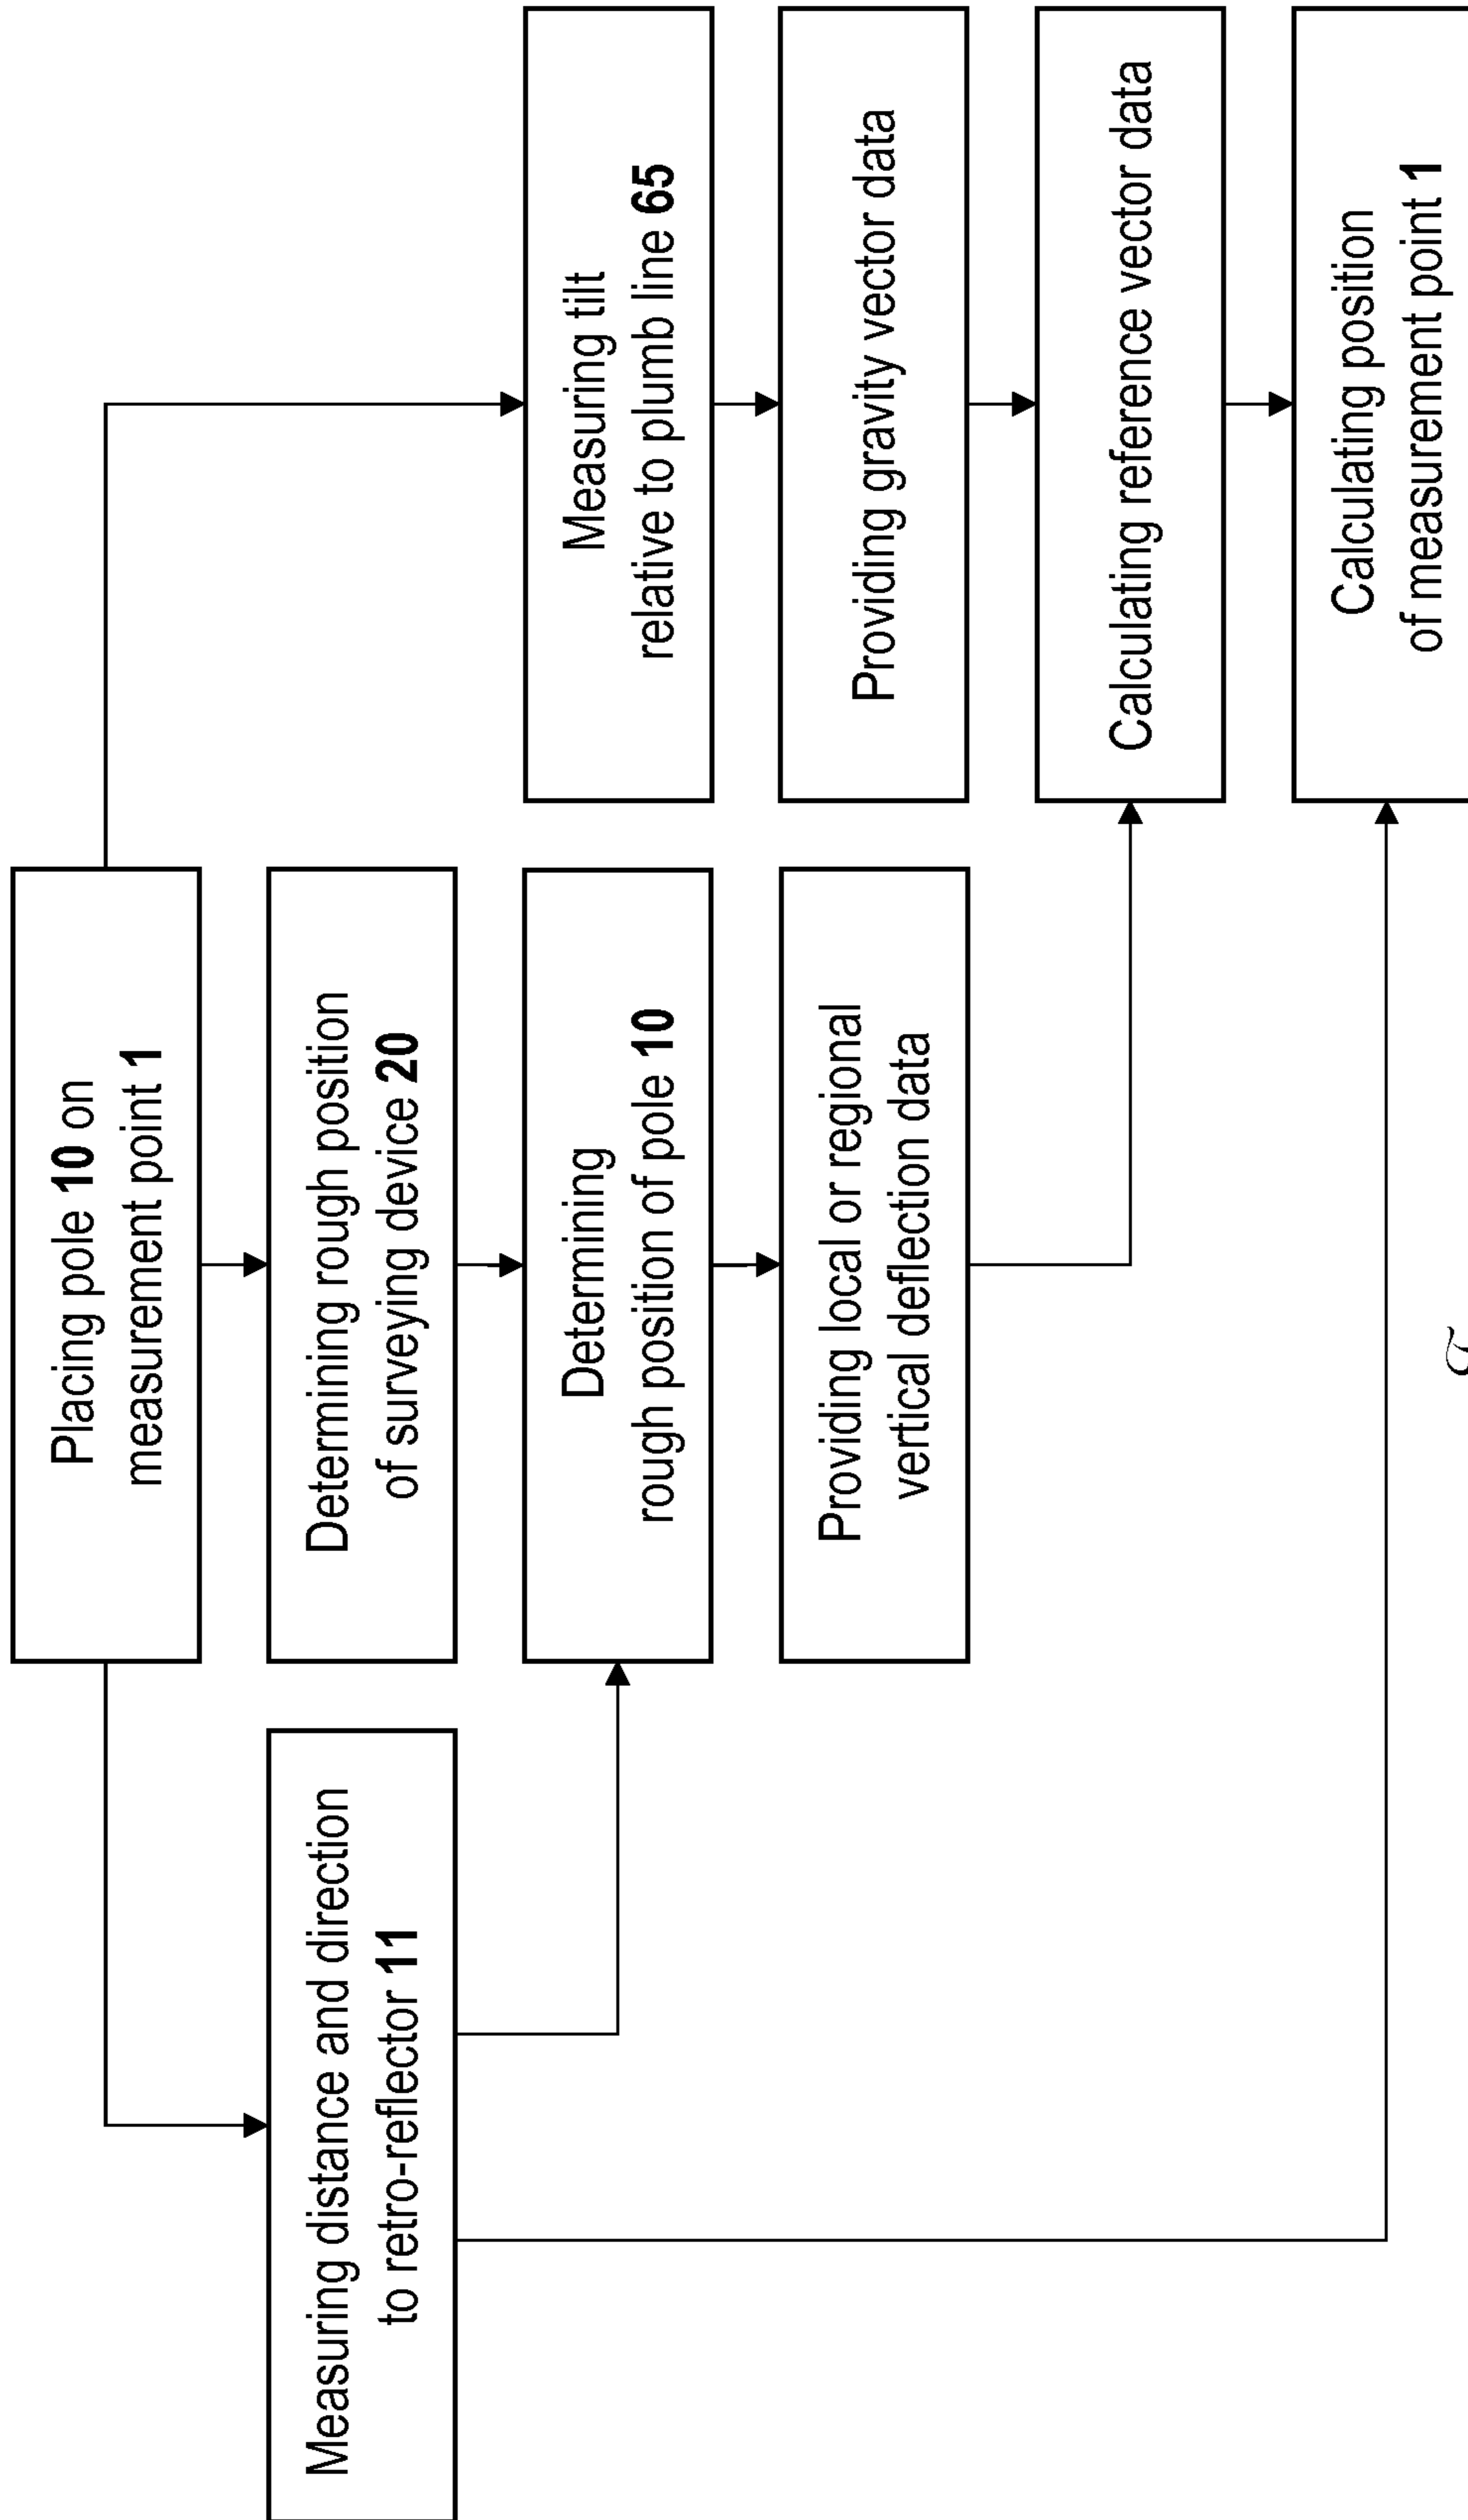 Placing pole 10 on
measurement point 1
Measuring distance and direction
to retro-reflector 11
Determining rough position
of surveying device 20
Determining
rough position of pole 10
Measuring tilt
relative to plumb line 65
Providing local or regional
vertical deflection data
Providing gravity vector data
Calculating reference vector data
Calculating position
of measurement point 1